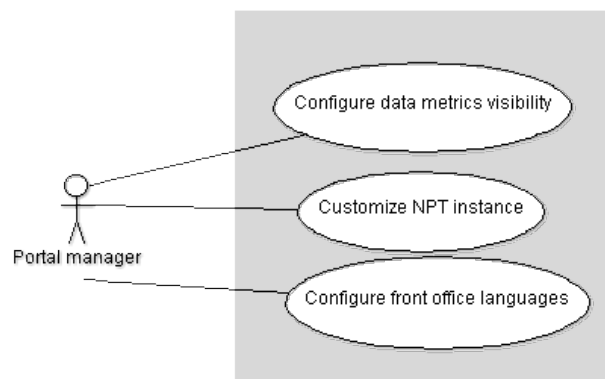 Configure data metrics visibility
Customize NPT instance
Portal manager
Configure front office languages